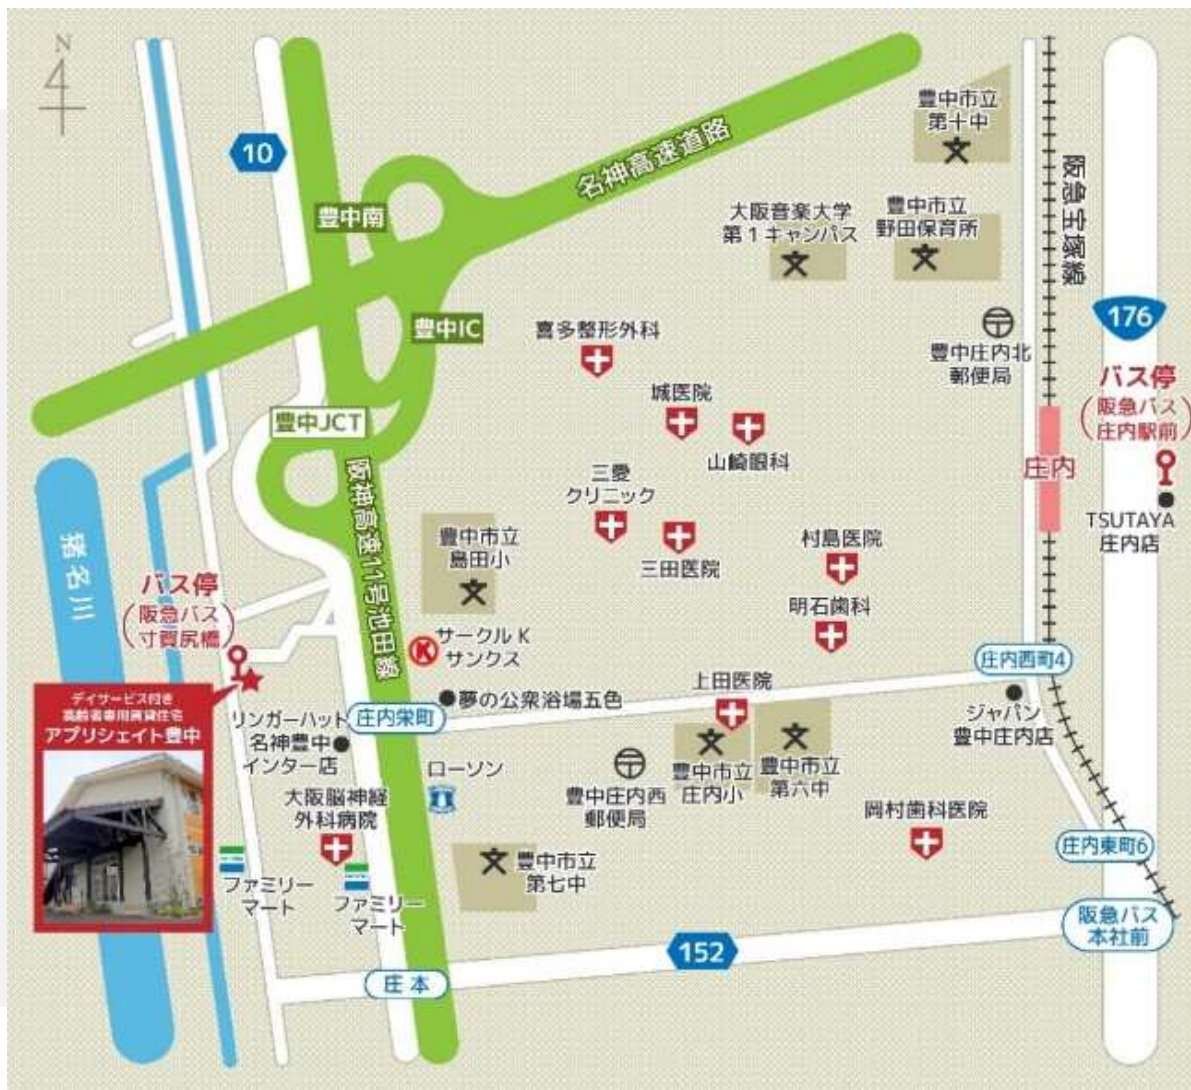 N
10
豊中南
名神高速道路
豊中市立
第十中
阪急宝塚線
大阪音楽大学
第1キャンパス
豊中市立
野田保育所
176
豊中IC
喜多整形外科
豊中庄内北
郵便局
バス停
(阪急バス
庄内駅前)
豊中JCT
城医院
山崎眼科
庄内
三愛
クリニック
阪神高速11号池田線
TSUTAYA
庄内店
猪名川
豊中市立
島田小
三田医院
村島医院
バス停
(阪急バス
寸賀尻橋)
明石歯科
サークルK
サンクス
庄内西町4
上田医院
デイサービス付き
高齢者専用賃貸住宅
アプリシェイト豊中
夢の公衆浴場五色
庄内栄町
リンガーハット
名神豊中
インター店
ジャパン
豊中庄内店
ローソン
豊中庄内西
郵便局
豊中市立
庄内小
豊中市立
第六中
大阪脳神経
外科病院
岡村歯科医院
庄内東町6
豊中市立
第七中
ファミリー
マート
ファミリー
マート
阪急バス
本社前
152
庄本